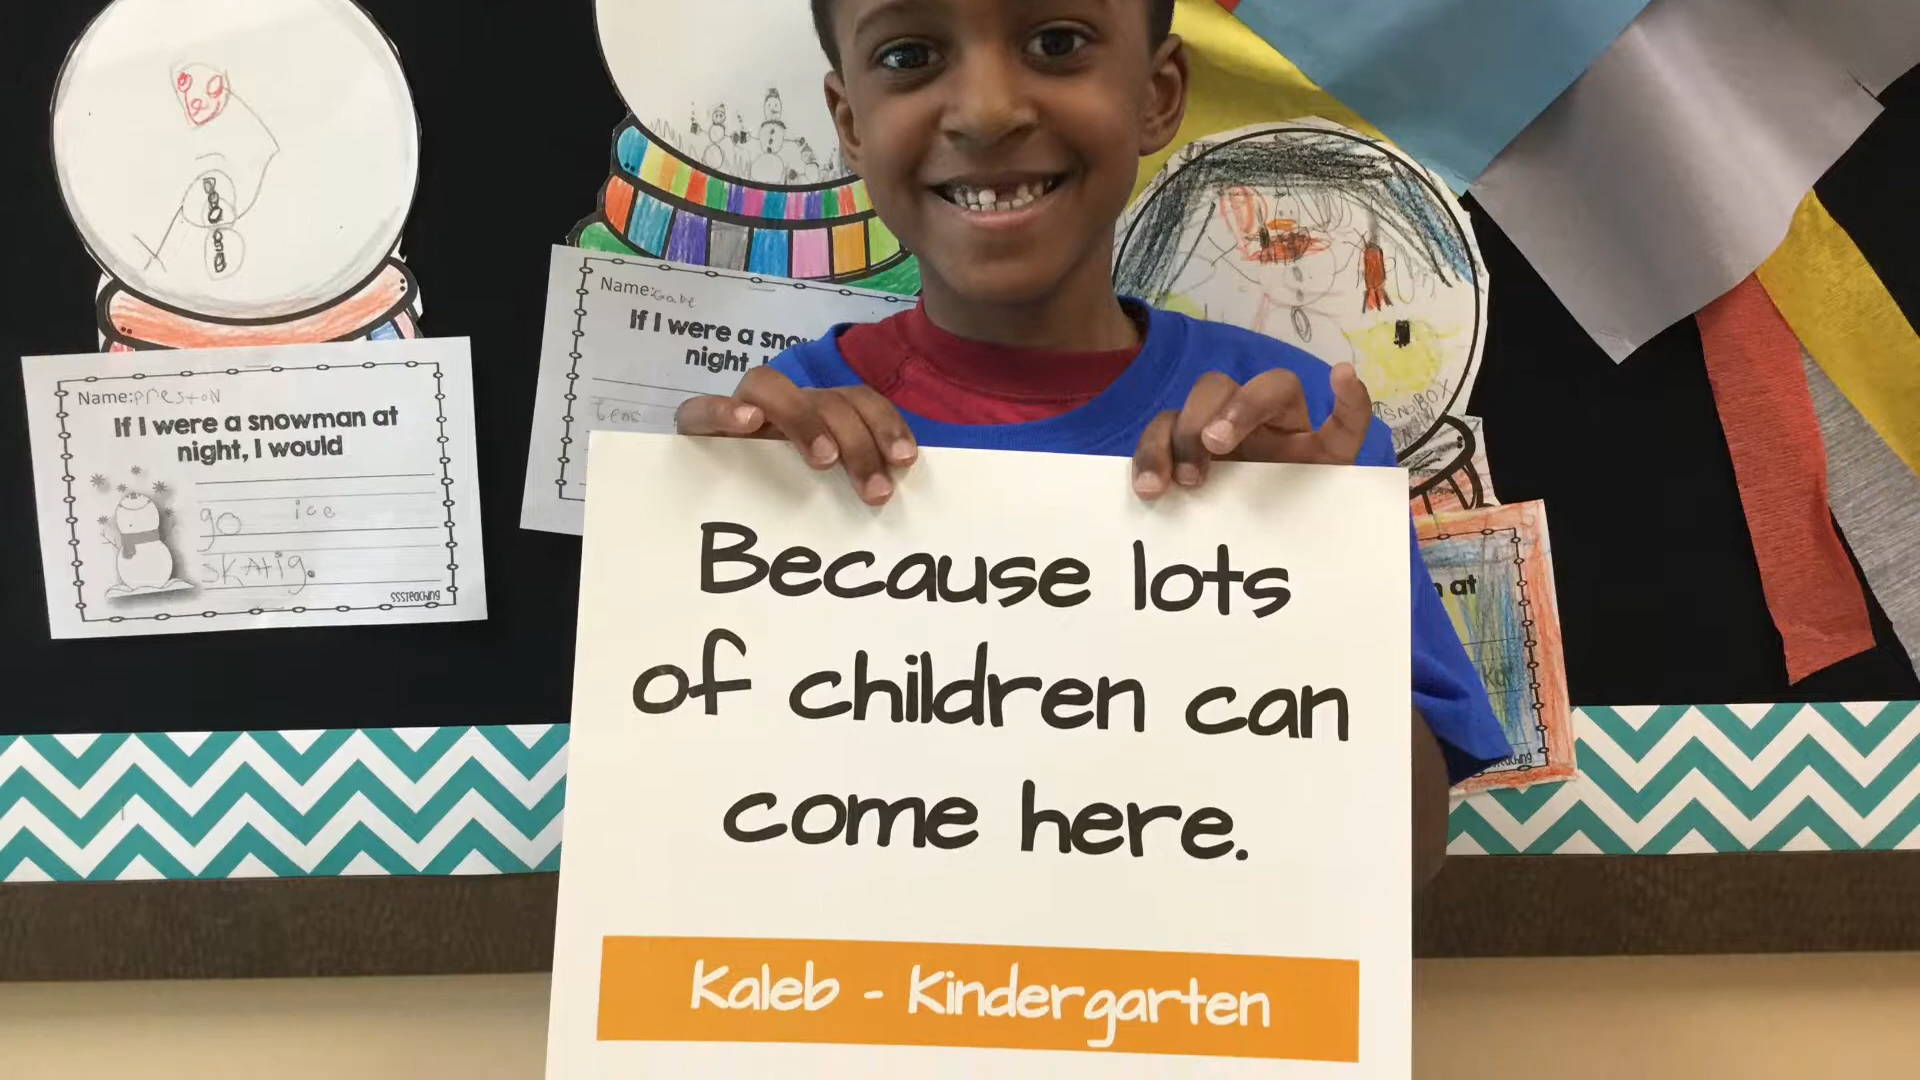 Name: Preston
If I were a snowman at
night, I would
go ice
skatig.
sssteaching
Name: Gabe
If I were a
night,
Because lots
of children can
come here.
Kaleb - Kindergarten
at